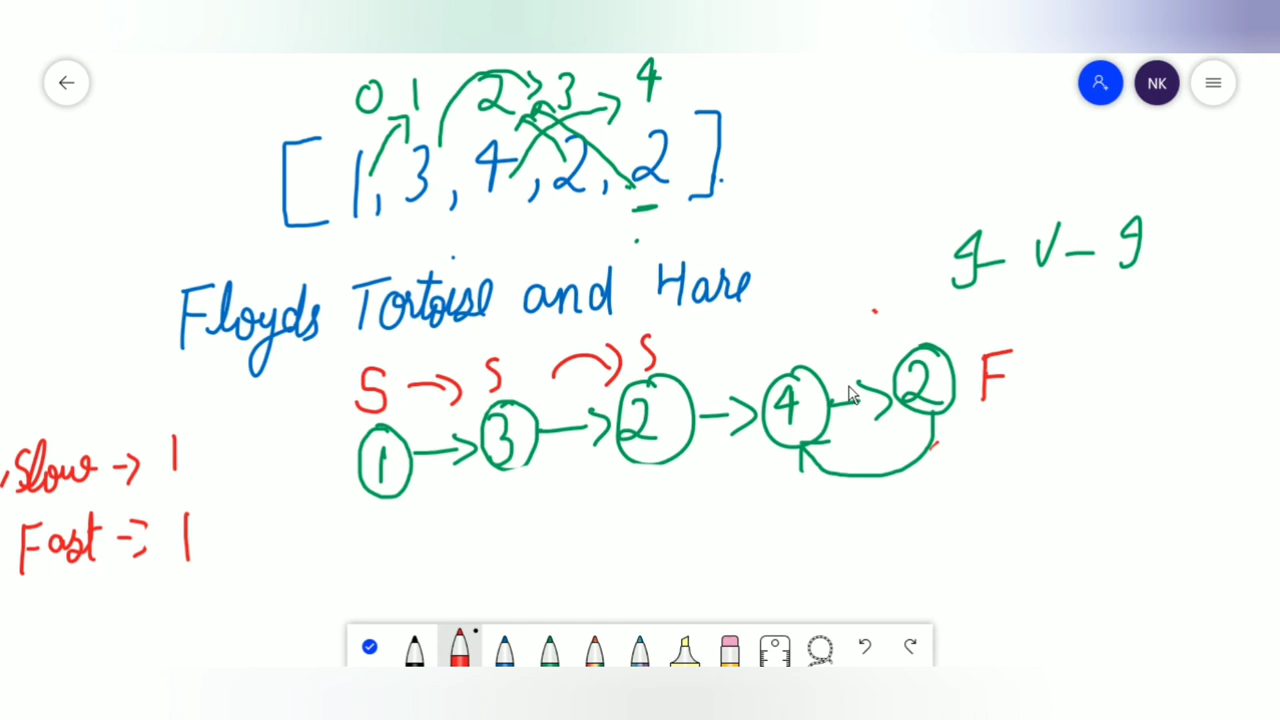 NK
0 1 2 3 4
[1, 3, 4, 2, 2]
g - v - g
Floyds Tortoise and Hare
S → S → S
1 → 3 → 2 → 4 → 2 F
Slow → 1
Fast → 1